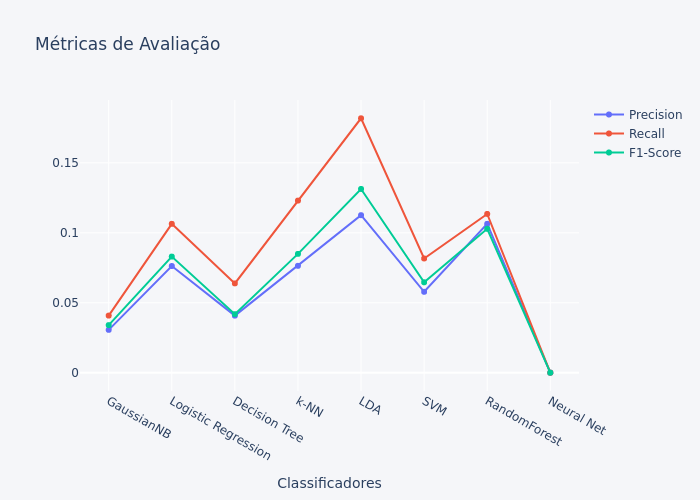 Métricas de Avaliação
Precision
Recall
F1-Score
0.15
0.1
0.05
0
GaussianNB
Logistic Regression
Decision Tree
k-NN
LDA
SVM
RandomForest
Neural Net
Classificadores